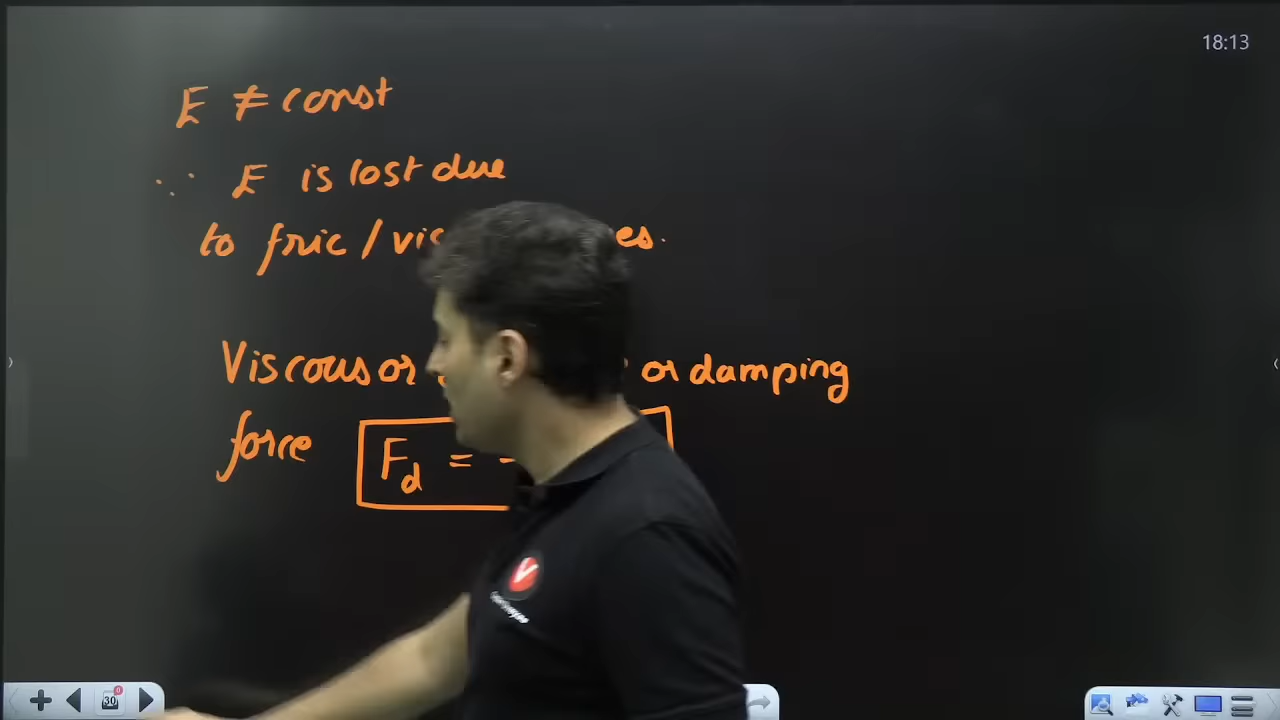 18:13
E ≠ const
∵ E is lost due
to fric / vis es.
Viscous or or damping
force F_d = -
30